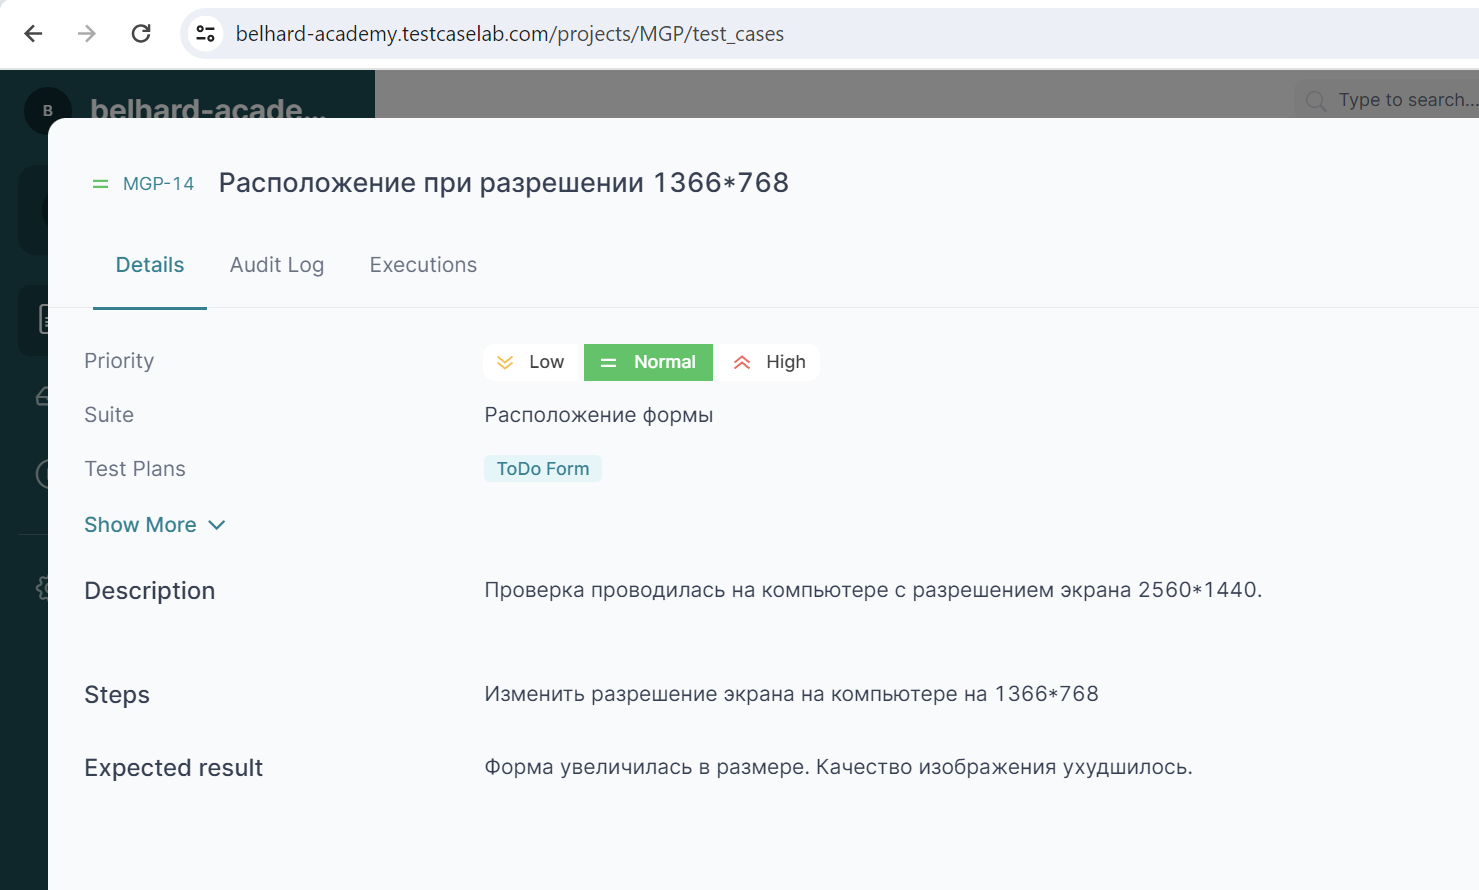 belhard-academy.testcaselab.com/projects/MGP/test_cases
B belhard-acade... Type to search...
MGP-14 Расположение при разрешении 1366*768
Details Audit Log Executions
Priority Low Normal High
Suite Расположение формы
Test Plans ToDo Form
Show More
Description Проверка проводилась на компьютере с разрешением экрана 2560*1440.
Steps Изменить разрешение экрана на компьютере на 1366*768
Expected result Форма увеличилась в размере. Качество изображения ухудшилось.